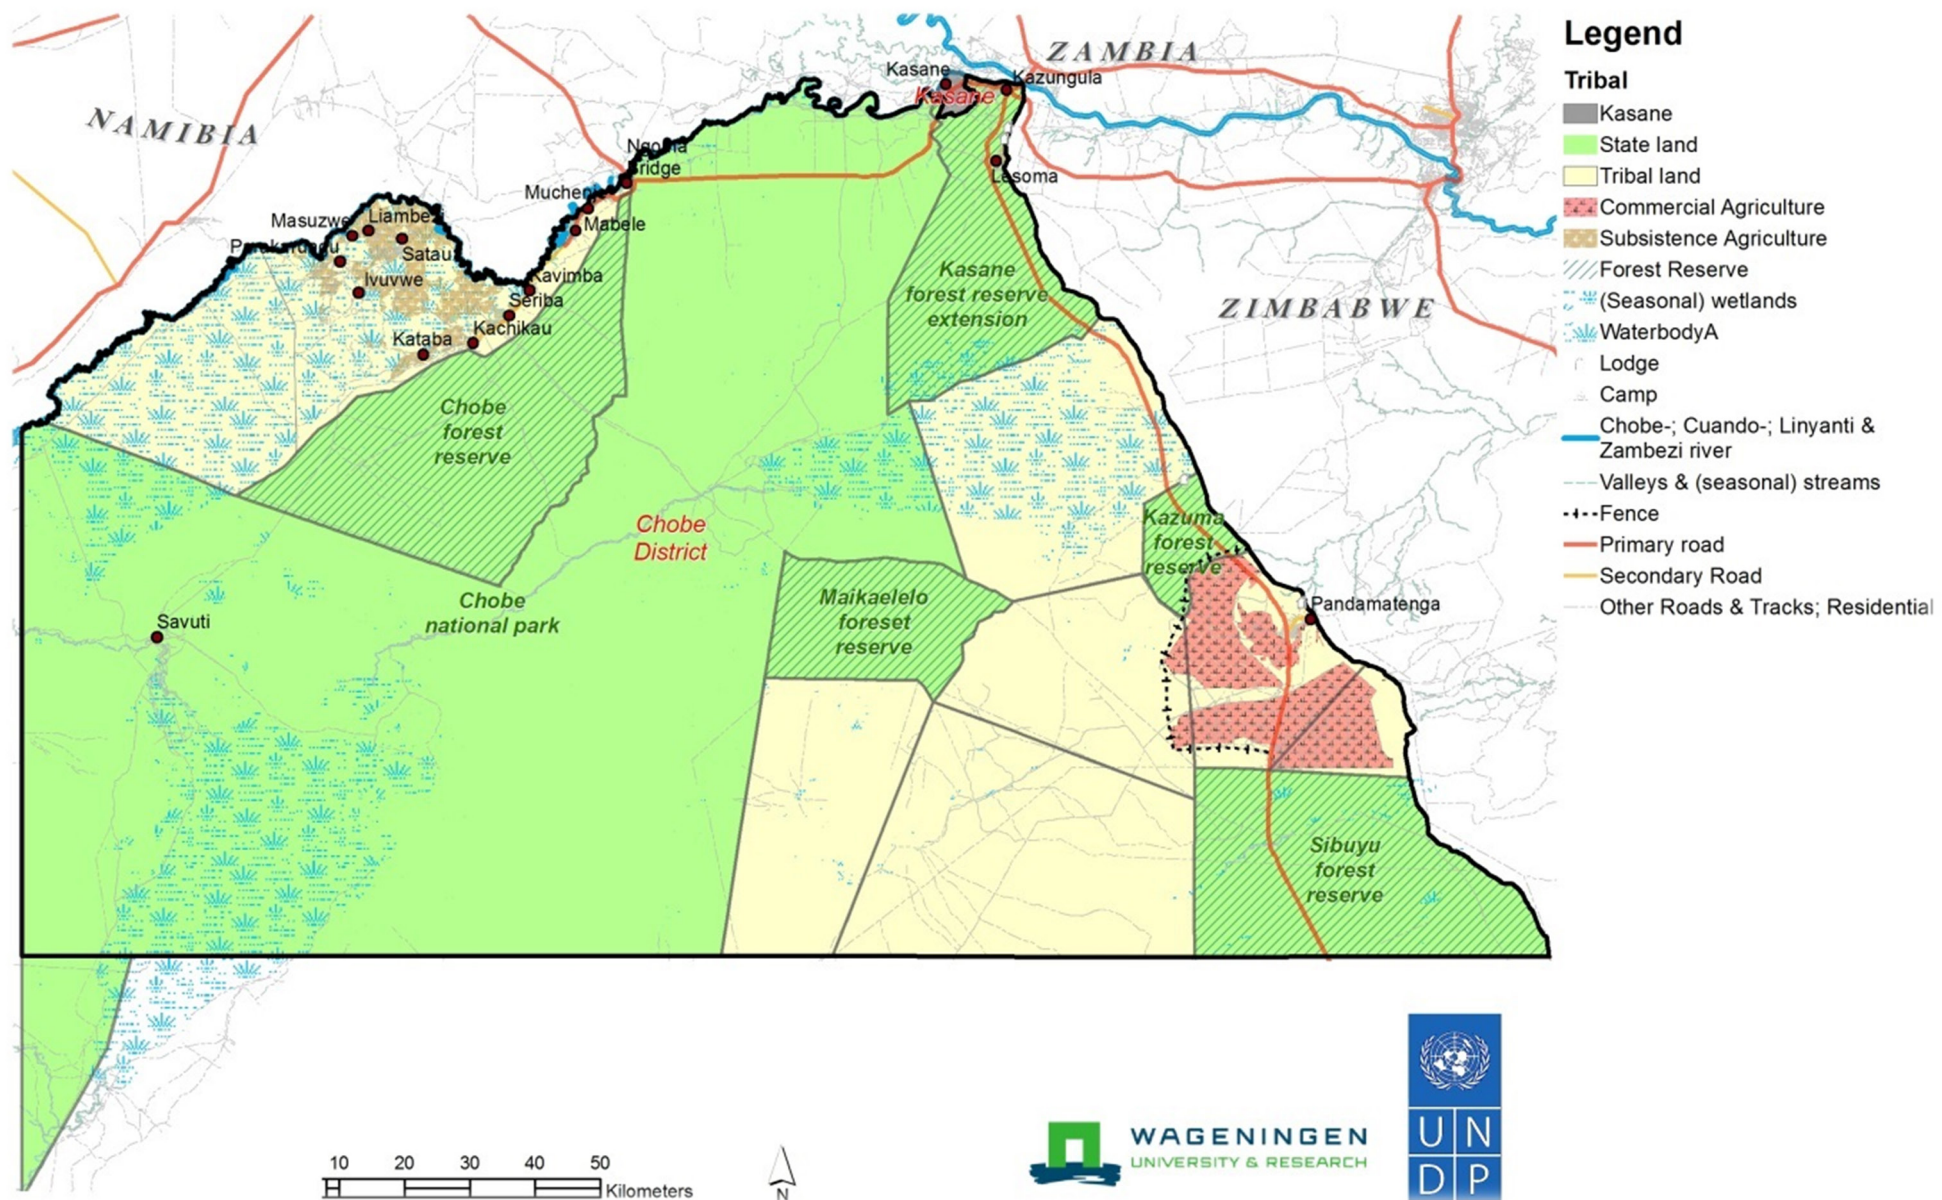 ZAMBIA
NAMIBIA
ZIMBABWE
Kasane
Kazungula
Kasane
Lesoma
Bridge
Mabele
Liambezi
Satau
Ivuvwe
Kavimba
Seriba
Kachikau
Kataba
Kasane
forest reserve
extension
Chobe
forest
reserve
Chobe
District
Kazuma
forest
reserve
Chobe
national park
Maikaelelo
foreset
reserve
Pandamatenga
Savuti
Sibuyu
forest
reserve
Legend
Tribal
Kasane
State land
Tribal land
Commercial Agriculture
Subsistence Agriculture
Forest Reserve
(Seasonal) wetlands
WaterbodyA
Lodge
Camp
Chobe-; Cuando-; Linyanti &
Zambezi river
Valleys & (seasonal) streams
Fence
Primary road
Secondary Road
Other Roads & Tracks; Residential
10 20 30 40 50
Kilometers
N
WAGENINGEN
UNIVERSITY & RESEARCH
U N
D P